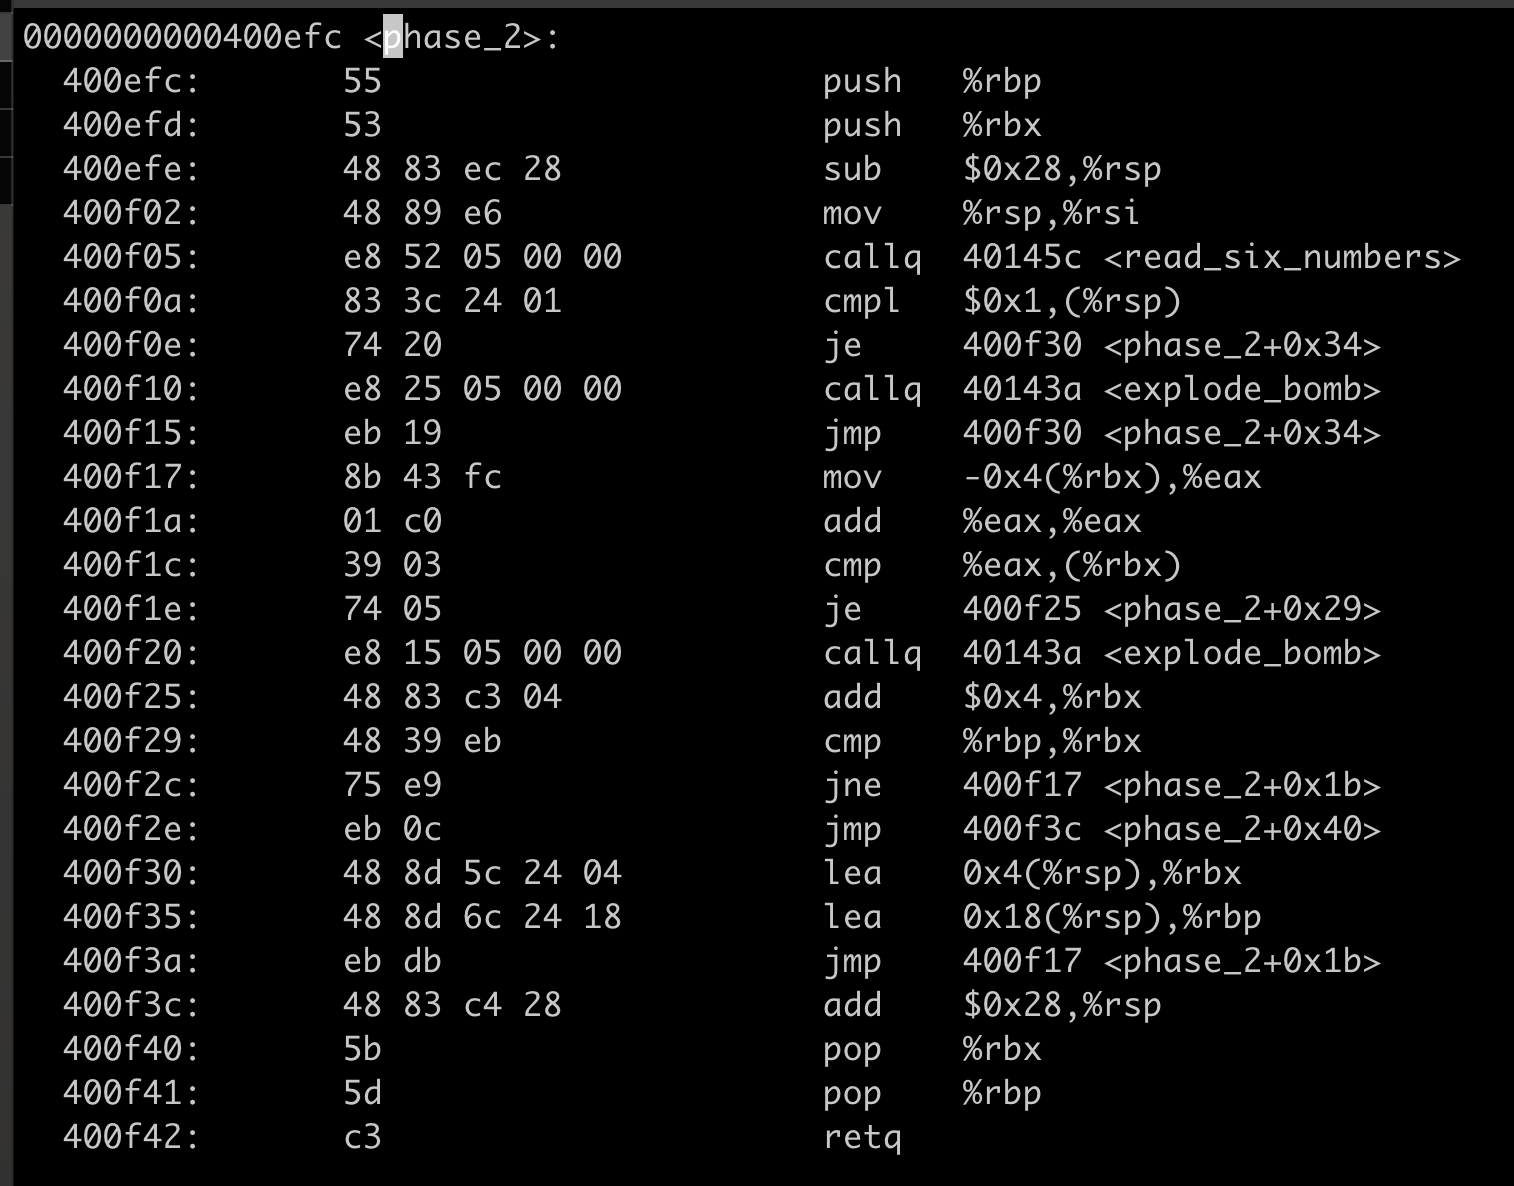 0000000000400efc <phase_2>:
  400efc:       55                      push   %rbp
  400efd:       53                      push   %rbx
  400efe:       48 83 ec 28             sub    $0x28,%rsp
  400f02:       48 89 e6                mov    %rsp,%rsi
  400f05:       e8 52 05 00 00          callq  40145c <read_six_numbers>
  400f0a:       83 3c 24 01             cmpl   $0x1,(%rsp)
  400f0e:       74 20                   je     400f30 <phase_2+0x34>
  400f10:       e8 25 05 00 00          callq  40143a <explode_bomb>
  400f15:       eb 19                   jmp    400f30 <phase_2+0x34>
  400f17:       8b 43 fc                mov    -0x4(%rbx),%eax
  400f1a:       01 c0                   add    %eax,%eax
  400f1c:       39 03                   cmp    %eax,(%rbx)
  400f1e:       74 05                   je     400f25 <phase_2+0x29>
  400f20:       e8 15 05 00 00          callq  40143a <explode_bomb>
  400f25:       48 83 c3 04             add    $0x4,%rbx
  400f29:       48 39 eb                cmp    %rbp,%rbx
  400f2c:       75 e9                   jne    400f17 <phase_2+0x1b>
  400f2e:       eb 0c                   jmp    400f3c <phase_2+0x40>
  400f30:       48 8d 5c 24 04          lea    0x4(%rsp),%rbx
  400f35:       48 8d 6c 24 18          lea    0x18(%rsp),%rbp
  400f3a:       eb db                   jmp    400f17 <phase_2+0x1b>
  400f3c:       48 83 c4 28             add    $0x28,%rsp
  400f40:       5b                      pop    %rbx
  400f41:       5d                      pop    %rbp
  400f42:       c3                      retq